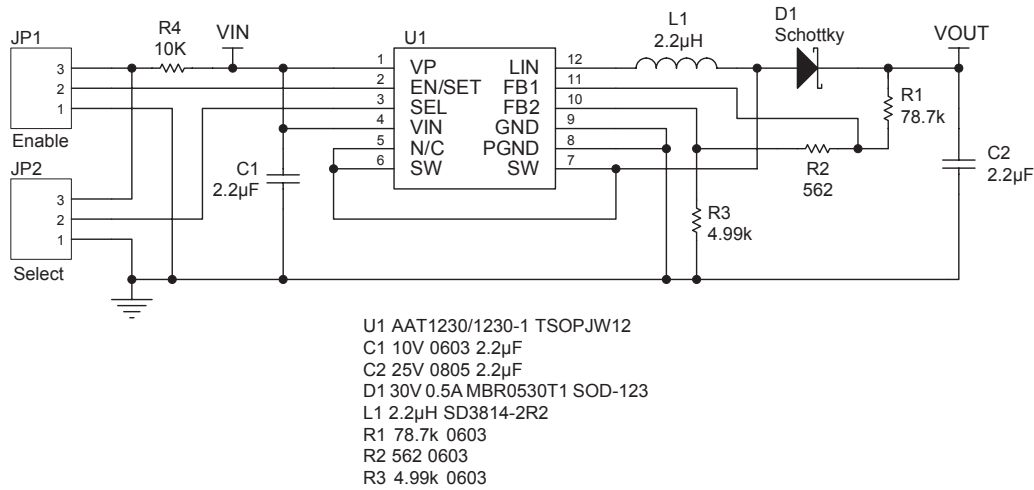 JP1
3
2
1
Enable
JP2
3
2
1
Select
R4
10K
VIN
C1
2.2µF
U1
1 VP LIN 12
2 EN/SET FB1 11
3 SEL FB2 10
4 VIN GND 9
5 N/C PGND 8
6 SW SW 7
L1
2.2µH
D1
Schottky
VOUT
R1
78.7k
R2
562
C2
2.2µF
R3
4.99k
U1 AAT1230/1230-1 TSOPJW12
C1 10V 0603 2.2µF
C2 25V 0805 2.2µF
D1 30V 0.5A MBR0530T1 SOD-123
L1 2.2µH SD3814-2R2
R1 78.7k 0603
R2 562 0603
R3 4.99k 0603